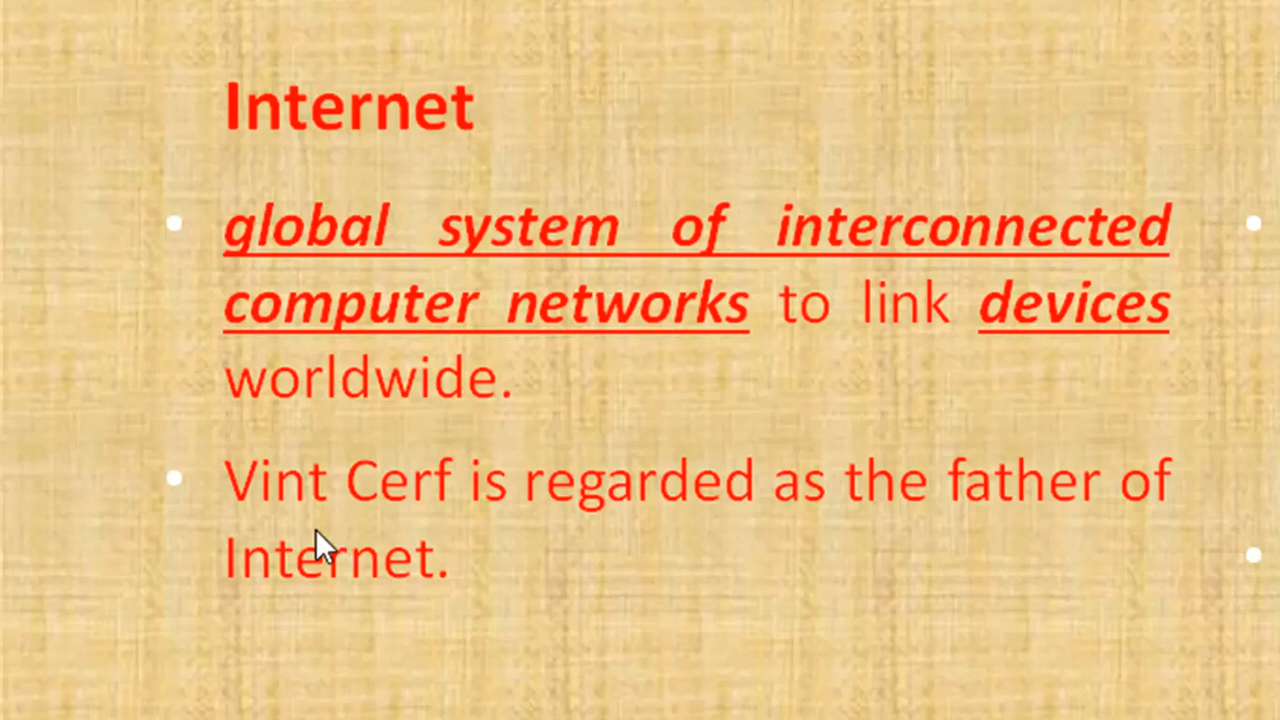 Internet
global system of interconnected
computer networks to link devices
worldwide.
Vint Cerf is regarded as the father of
Internet.